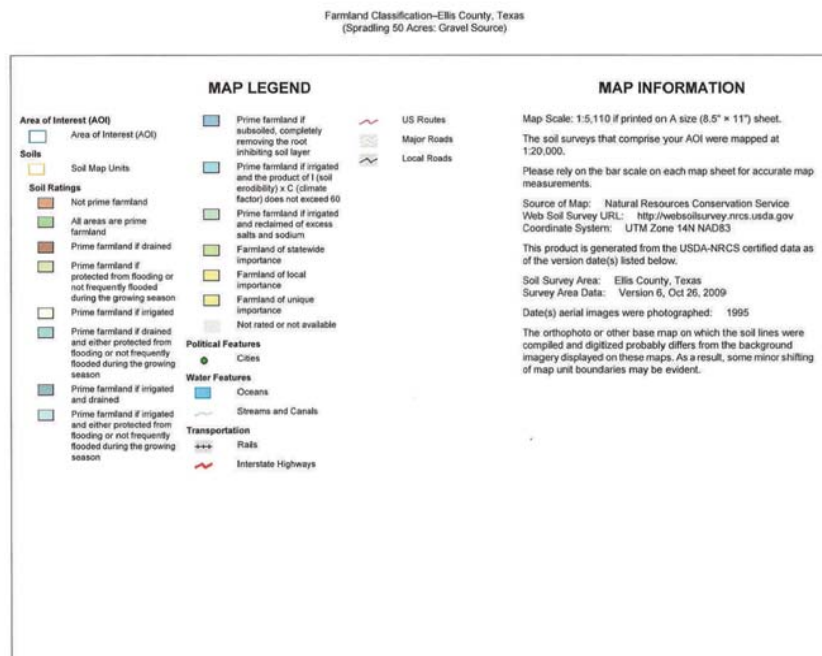 Farmland Classification–Ellis County, Texas
(Spradling 50 Acres: Gravel Source)
MAP LEGEND
Area of Interest (AOI)
Area of Interest (AOI)
Soils
Soil Map Units
Soil Ratings
Not prime farmland
All areas are prime
farmland
Prime farmland if drained
Prime farmland if
protected from flooding or
not frequently flooded
during the growing season
Prime farmland if irrigated
Prime farmland if drained
and either protected from
flooding or not frequently
flooded during the growing
season
Prime farmland if irrigated
and drained
Prime farmland if irrigated
and either protected from
flooding or not frequently
flooded during the growing
season
Prime farmland if
subsoiled, completely
removing the root
inhibiting soil layer
Prime farmland if irrigated
and the product of I (soil
erodibility) x C (climate
factor) does not exceed 60
Prime farmland if irrigated
and reclaimed of excess
salts and sodium
Farmland of statewide
importance
Farmland of local
importance
Farmland of unique
importance
Not rated or not available
Political Features
Cities
Water Features
Oceans
Streams and Canals
Transportation
Rails
Interstate Highways
US Routes
Major Roads
Local Roads
MAP INFORMATION
Map Scale: 1:5,110 if printed on A size (8.5" × 11") sheet.
The soil surveys that comprise your AOI were mapped at
1:20,000.
Please rely on the bar scale on each map sheet for accurate map
measurements.
Source of Map: Natural Resources Conservation Service
Web Soil Survey URL: http://websoilsurvey.nrcs.usda.gov
Coordinate System: UTM Zone 14N NAD83
This product is generated from the USDA-NRCS certified data as
of the version date(s) listed below.
Soil Survey Area: Ellis County, Texas
Survey Area Data: Version 6, Oct 26, 2009
Date(s) aerial images were photographed: 1995
The orthophoto or other base map on which the soil lines were
compiled and digitized probably differs from the background
imagery displayed on these maps. As a result, some minor shifting
of map unit boundaries may be evident.